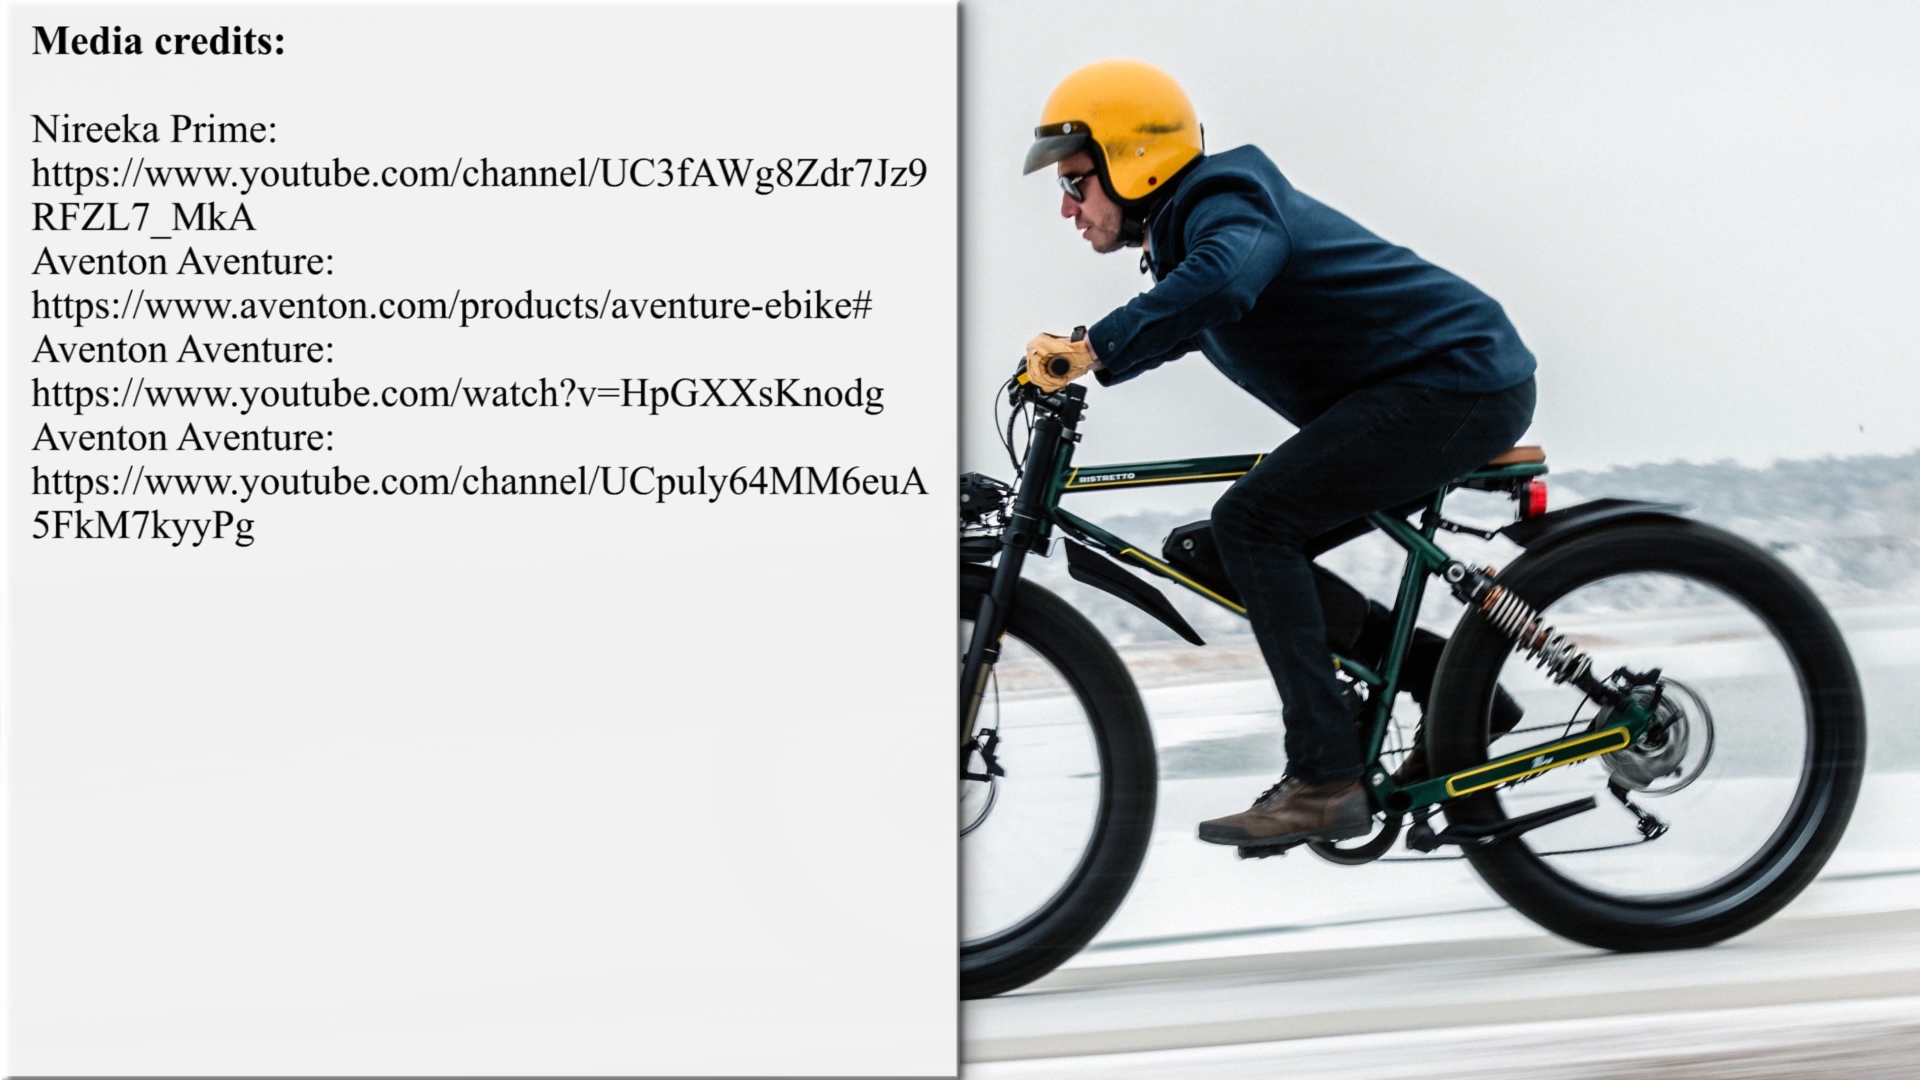 Media credits:
Nireeka Prime:
https://www.youtube.com/channel/UC3fAWg8Zdr7Jz9
RFZL7_MkA
Aventon Aventure:
https://www.aventon.com/products/aventure-ebike#
Aventon Aventure:
https://www.youtube.com/watch?v=HpGXXsKnodg
Aventon Aventure:
https://www.youtube.com/channel/UCpuly64MM6euA
5FkM7kyyPg
RISTRETTO